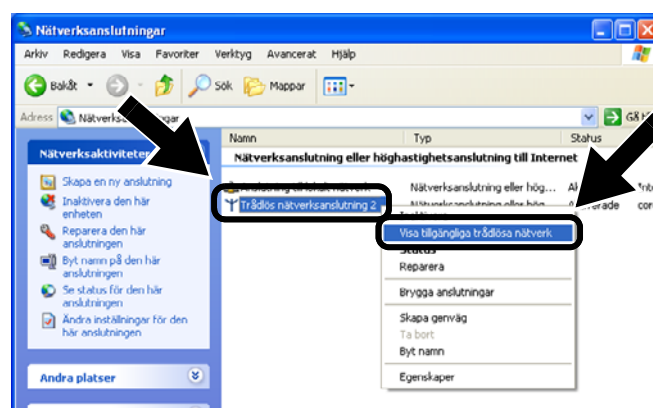 Nätverksanslutningar
Arkiv Redigera Visa Favoriter Verktyg Avancerat Hjälp
Bakåt Sök Mappar
Adress
Namn Typ Status
Nätverksaktiviteter
Nätverksanslutning eller höghastighetsanslutning till Internet
Skapa en ny anslutning
Nätverksanslutning eller hög...
Inaktivera den här
enheten
Trådlös nätverksanslutning 2
Reparera den här
anslutningen
Visa tillgängliga trådlösa nätverk
Status
Byt namn på den här
anslutningen
Reparera
Se status för den här
anslutningen
Brygga anslutningar
Ändra inställningar för den
här anslutningen
Skapa genväg
Ta bort
Byt namn
Andra platser
Egenskaper